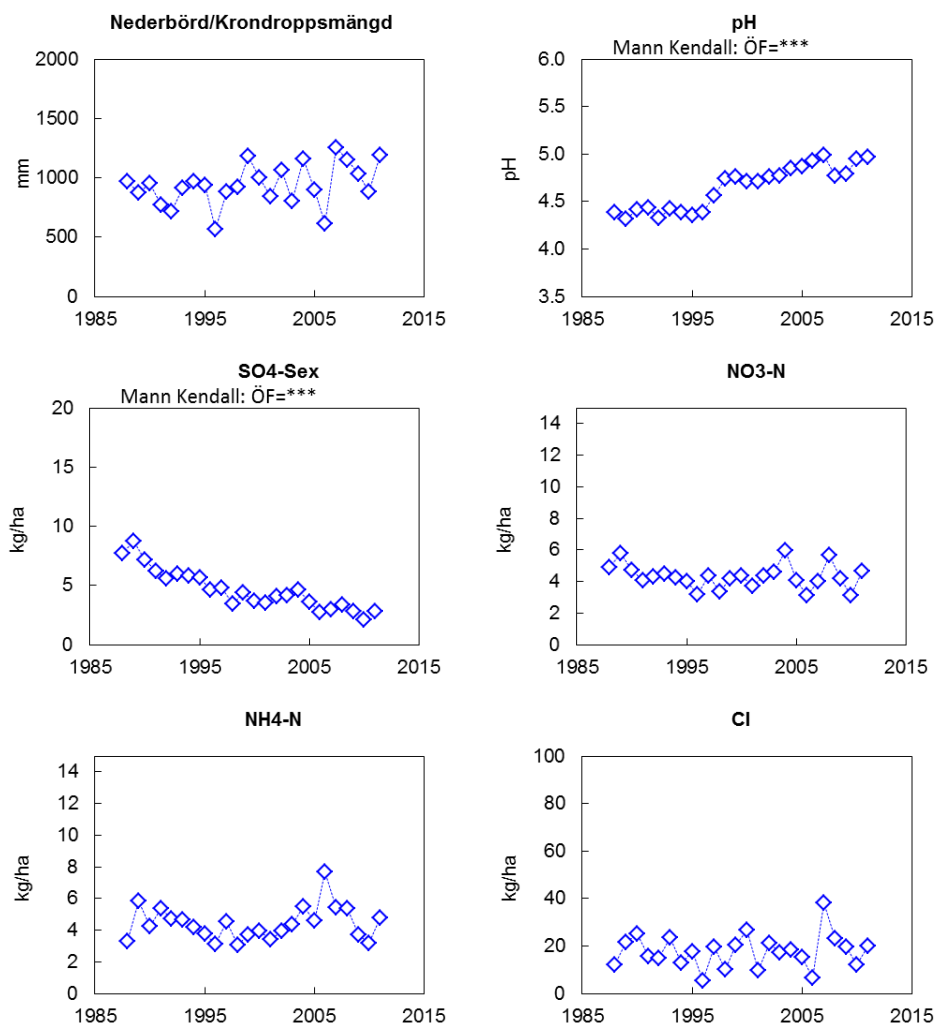 Nederbörd/Krondroppsmängd
2000
1500
1000
500
0
mm
1985 1995 2005 2015
pH
Mann Kendall: ÖF=***
6.0
5.5
5.0
4.5
4.0
3.5
pH
1985 1995 2005 2015
SO4-Sex
Mann Kendall: ÖF=***
20
15
10
5
0
kg/ha
1985 1995 2005 2015
NO3-N
14
12
10
8
6
4
2
0
kg/ha
1985 1995 2005 2015
NH4-N
14
12
10
8
6
4
2
0
kg/ha
1985 1995 2005 2015
Cl
100
80
60
40
20
0
kg/ha
1985 1995 2005 2015